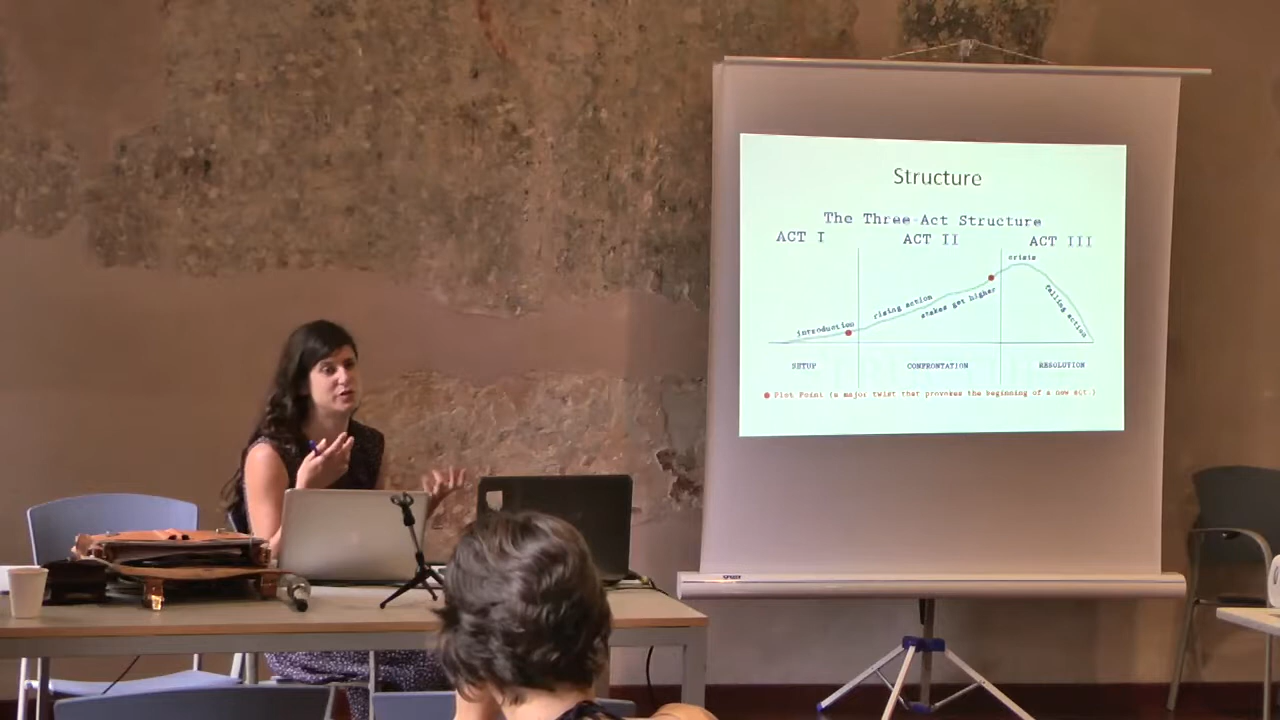 Structure
The Three-Act Structure
ACT I
ACT II
ACT III
crisis
introduction
rising action
stakes get higher
falling action
SETUP
CONFRONTATION
RESOLUTION
Plot Point (a major twist that provokes the beginning of a new act )